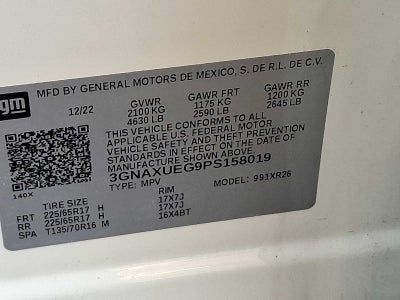 gm
MFD BY GENERAL MOTORS DE MEXICO, S. DE R.L. DE C.V.
12/22 GVWR GAWR FRT GAWR RR
2100 KG 1175 KG 1200 KG
4630 LB 2590 LB 2645 LB
THIS VEHICLE CONFORMS TO ALL
APPLICABLE U.S. FEDERAL MOTOR
VEHICLE SAFETY AND THEFT PREVENTION
STANDARDS IN EFFECT ON THE DATE OF
MANUFACTURE SHOWN ABOVE.
3GNAXUEG9PS158019
140X TYPE: MPV MODEL: 991XR26
TIRE SIZE RIM
FRT 225/65R17 H 17X7J
RR 225/65R17 H 17X7J
SPA T135/70R16 M 16X4BT